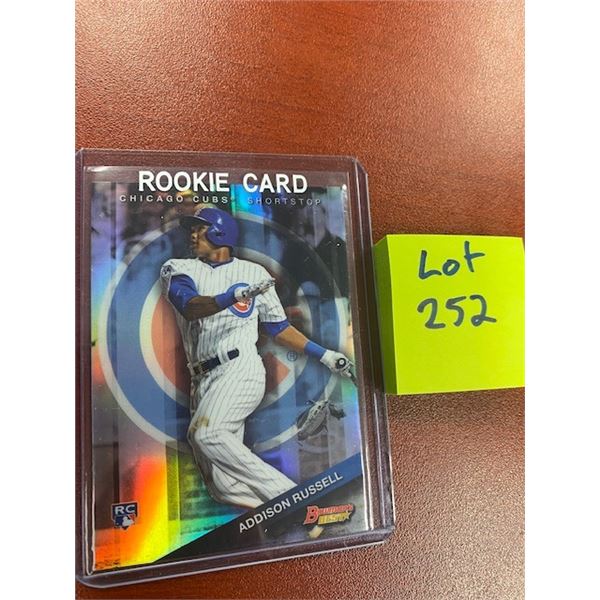 ROOKIE CARD
CHICAGO CUBS® SHORTSTOP
Lot
252
®
ADDISON RUSSELL
RC
BOWMAN'S
BEST